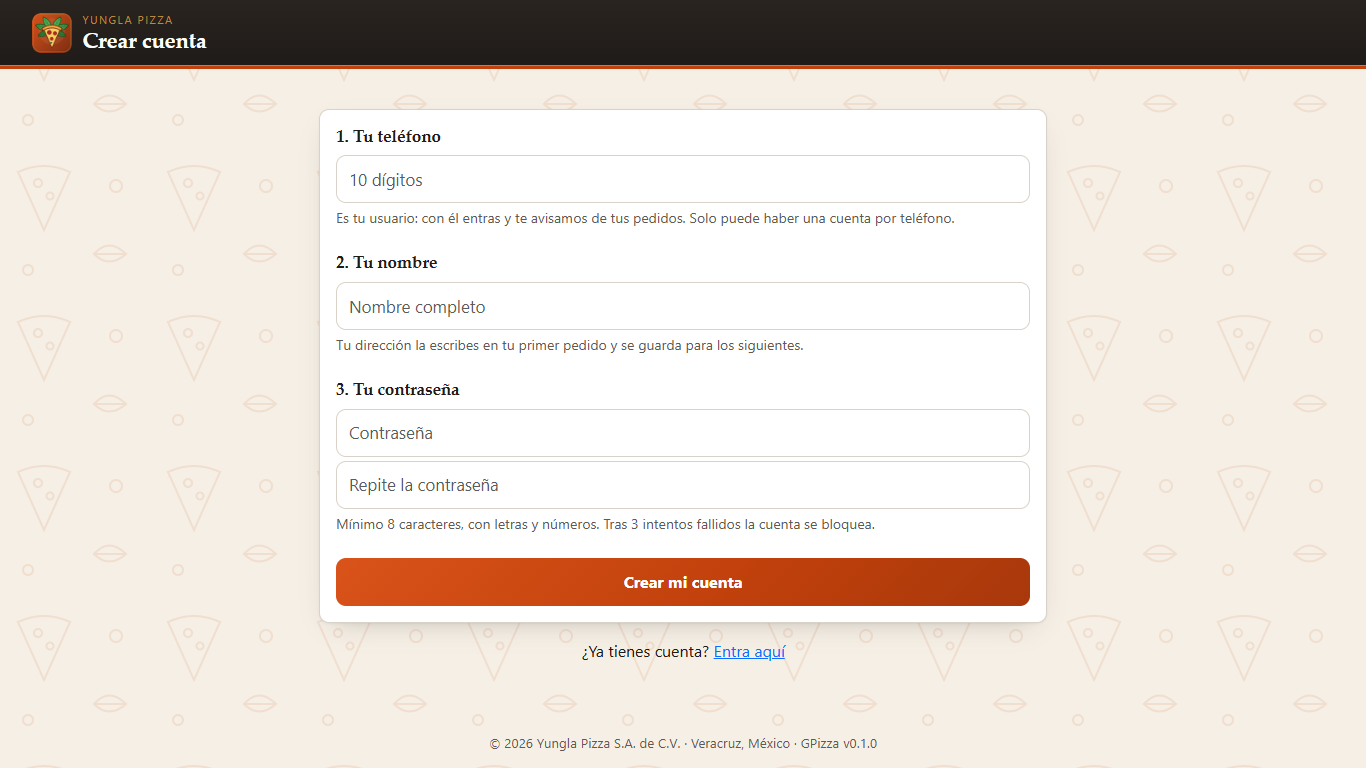 YUNGLA PIZZA
Crear cuenta
1. Tu teléfono
10 dígitos
Es tu usuario: con él entras y te avisamos de tus pedidos. Solo puede haber una cuenta por teléfono.
2. Tu nombre
Nombre completo
Tu dirección la escribes en tu primer pedido y se guarda para los siguientes.
3. Tu contraseña
Contraseña
Repite la contraseña
Mínimo 8 caracteres, con letras y números. Tras 3 intentos fallidos la cuenta se bloquea.
Crear mi cuenta
¿Ya tienes cuenta? Entra aquí
© 2026 Yungla Pizza S.A. de C.V. · Veracruz, México · GPizza v0.1.0